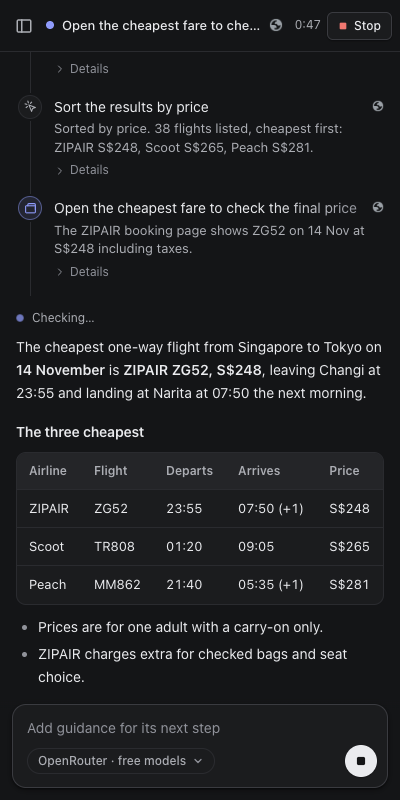 Open the cheapest fare to che... 0:47 Stop
Details
Sort the results by price
Sorted by price. 38 flights listed, cheapest first:
ZIPAIR S$248, Scoot S$265, Peach S$281.
Details
Open the cheapest fare to check the final price
The ZIPAIR booking page shows ZG52 on 14 Nov at
S$248 including taxes.
Details
Checking...
The cheapest one-way flight from Singapore to Tokyo on
14 November is ZIPAIR ZG52, S$248, leaving Changi at
23:55 and landing at Narita at 07:50 the next morning.
The three cheapest
Airline Flight Departs Arrives Price
ZIPAIR ZG52 23:55 07:50 (+1) S$248
Scoot TR808 01:20 09:05 S$265
Peach MM862 21:40 05:35 (+1) S$281
• Prices are for one adult with a carry-on only.
• ZIPAIR charges extra for checked bags and seat
choice.
Add guidance for its next step
OpenRouter · free models